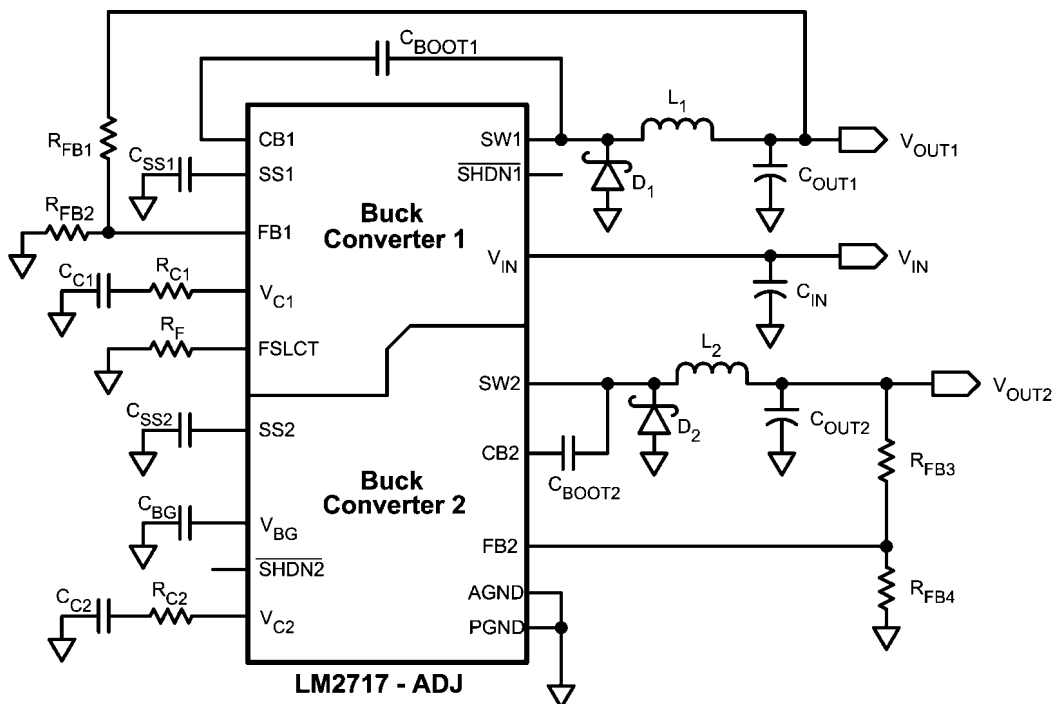 C_BOOT1
L_1
CB1
SW1
V_OUT1
R_FB1
C_SS1
SS1
SHDN1
D_1
C_OUT1
R_FB2
FB1
Buck
Converter 1
V_IN
V_IN
C_C1
R_C1
V_C1
C_IN
R_F
FSLCT
L_2
SW2
V_OUT2
C_SS2
SS2
D_2
C_OUT2
CB2
C_BOOT2
R_FB3
Buck
Converter 2
C_BG
V_BG
FB2
SHDN2
AGND
R_FB4
C_C2
R_C2
V_C2
PGND
LM2717 - ADJ